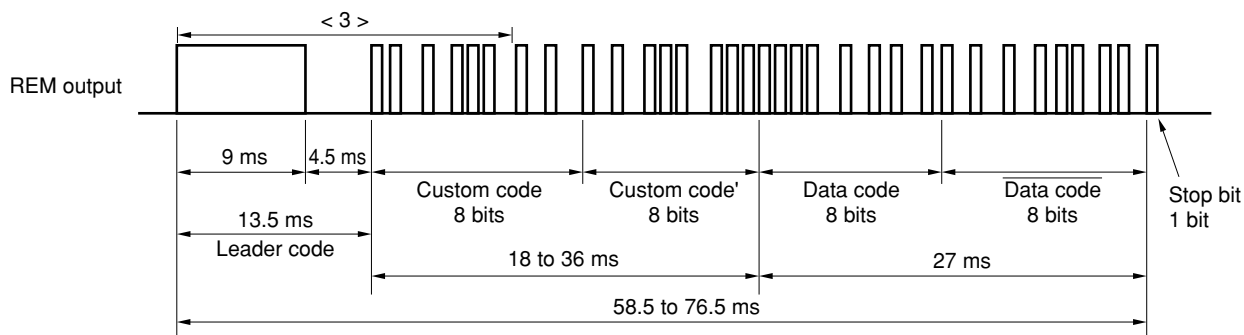 < 3 >
REM output
9 ms
4.5 ms
Custom code
8 bits
Custom code'
8 bits
Data code
8 bits
Data code
8 bits
Stop bit
1 bit
13.5 ms
Leader code
18 to 36 ms
27 ms
58.5 to 76.5 ms